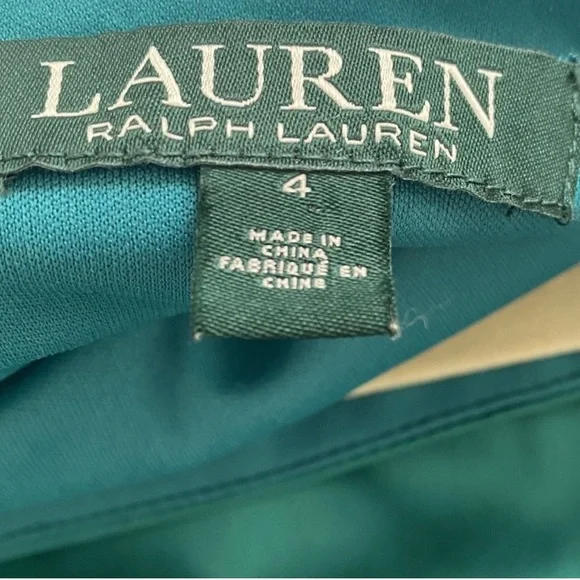 LAUREN
RALPH LAUREN
4
MADE IN
CHINA
FABRIQUÉ EN
CHINE